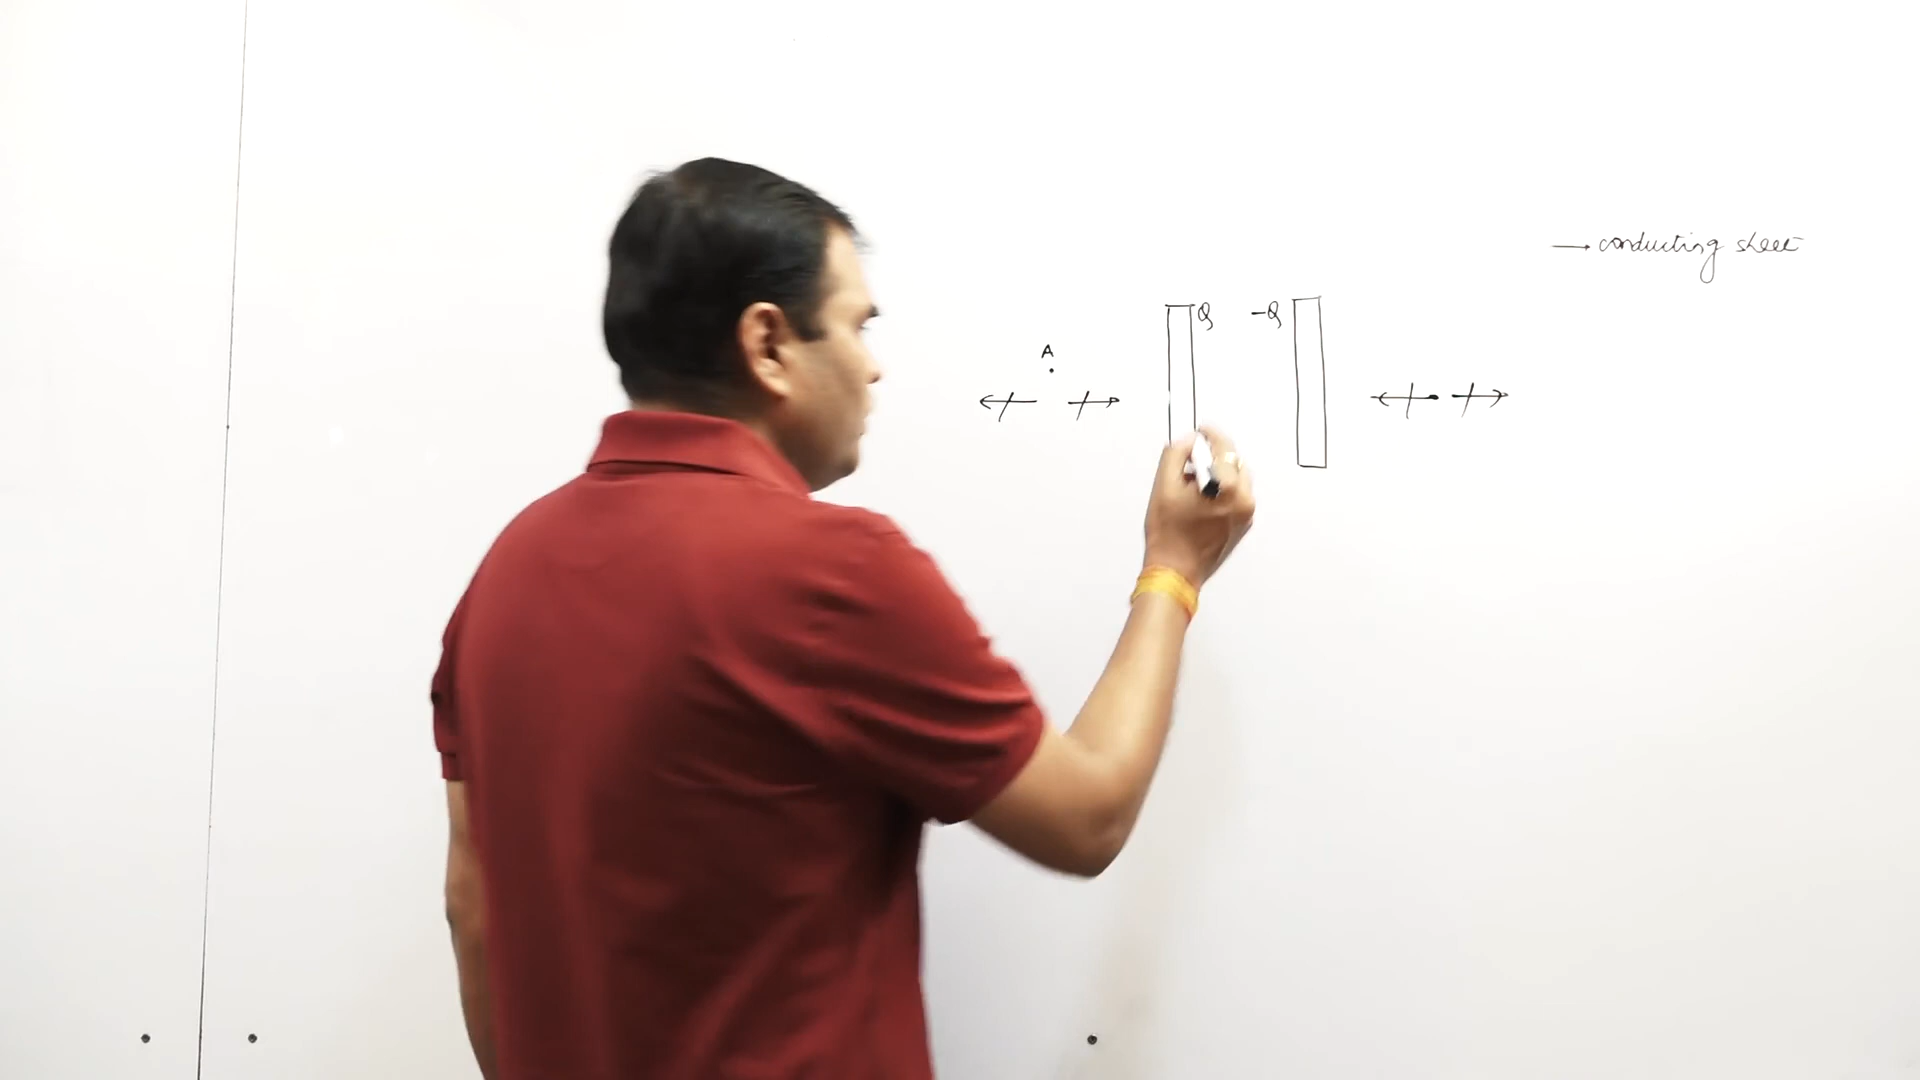 → conducting sheet
Q -Q
A